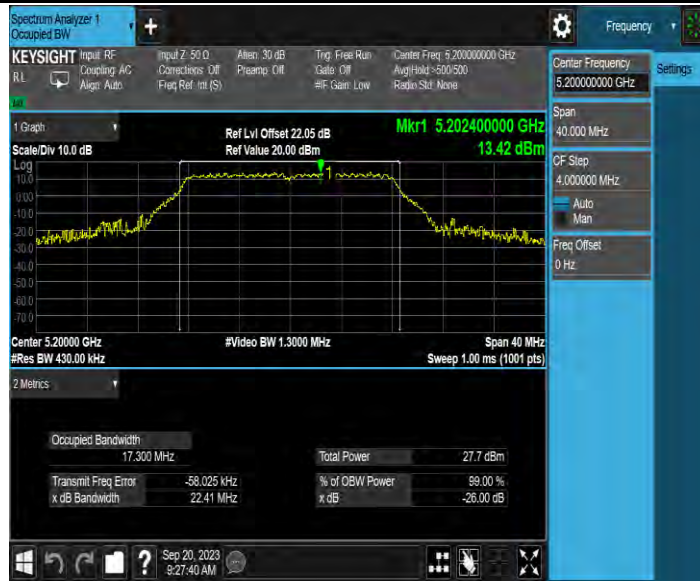 Spectrum Analyzer 1
Occupied BW
Frequency
KEYSIGHT
Input: RF
Coupling: AC
Align: Auto
Input Z: 50 Ω
Corrections: Off
Freq Ref: Int (S)
Atten: 30 dB
Preamp: Off
Trig: Free Run
Gate: Off
#IF Gain: Low
Center Freq: 5.200000000 GHz
Avg|Hold:>500/500
Radio Std: None
RL
Center Frequency
5.200000000 GHz
Settings
Span
40.000 MHz
CF Step
4.000000 MHz
Auto
Man
Freq Offset
0 Hz
1 Graph
Scale/Div 10.0 dB
Ref Lvl Offset 22.05 dB
Ref Value 20.00 dBm
Mkr1 5.202400000 GHz
13.42 dBm
Log
10.0
0.00
-10.0
-20.0
-30.0
-40.0
-50.0
-60.0
-70.0
1
Center 5.20000 GHz
#Res BW 430.00 kHz
#Video BW 1.3000 MHz
Span 40 MHz
Sweep 1.00 ms (1001 pts)
2 Metrics
Occupied Bandwidth
17.300 MHz
Total Power 27.7 dBm
Transmit Freq Error -58.025 kHz
% of OBW Power 99.00 %
x dB Bandwidth 22.41 MHz
x dB -26.00 dB
Sep 20, 2023
9:27:40 AM